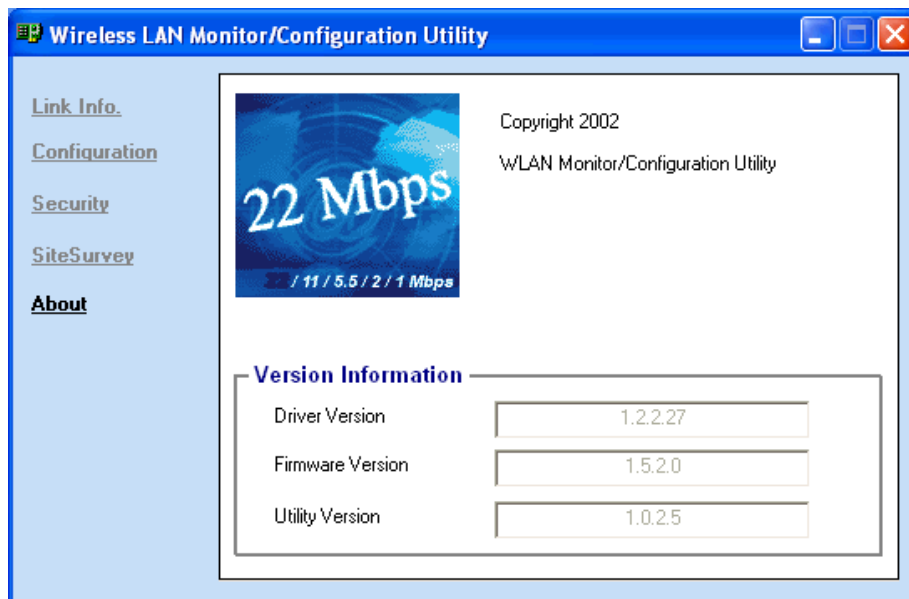 Wireless LAN Monitor/Configuration Utility
Link Info.
Configuration
Security
SiteSurvey
About
22 Mbps
/ 11 / 5.5 / 2 / 1 Mbps
Copyright 2002
WLAN Monitor/Configuration Utility
Version Information
Driver Version
1.2.2.27
Firmware Version
1.5.2.0
Utility Version
1.0.2.5